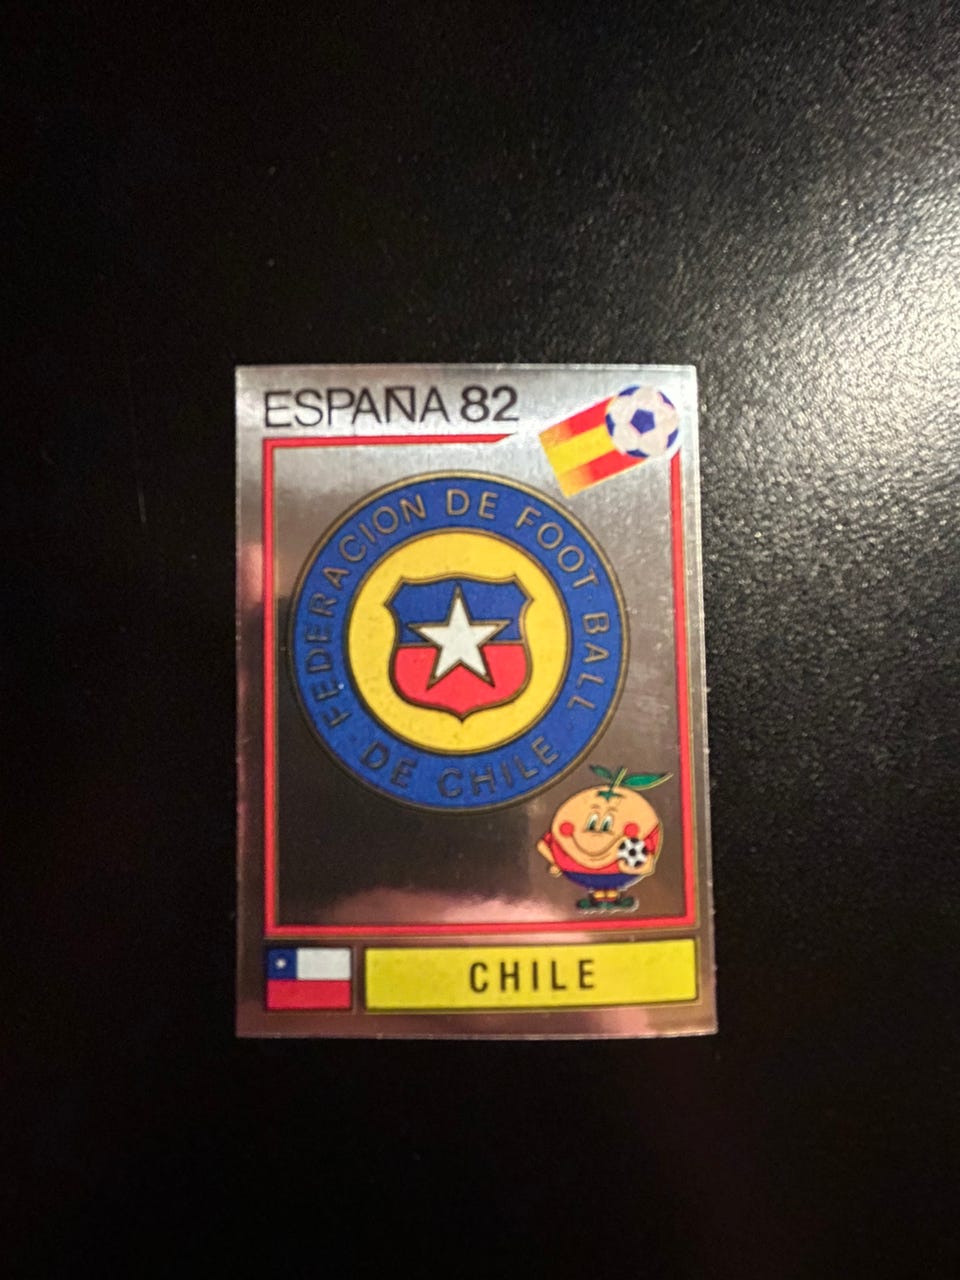 ESPAÑA 82
FEDERACION DE FOOT BALL
DE CHILE
CHILE